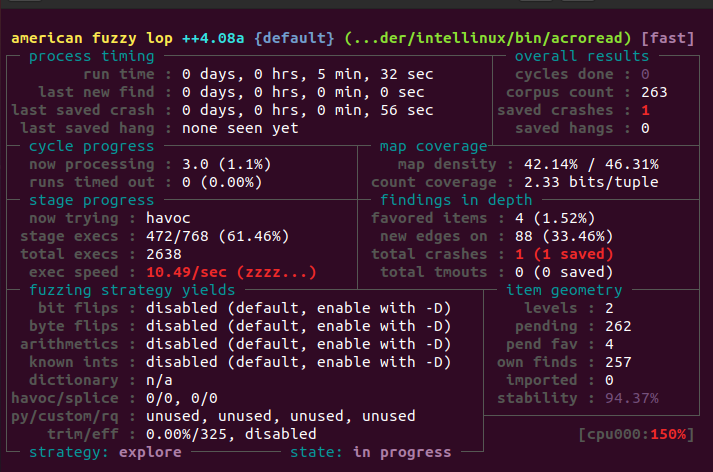 american fuzzy lop ++4.08a {default} (...der/intellinux/bin/acroread) [fast]
process timing overall results
run time : 0 days, 0 hrs, 5 min, 32 sec cycles done : 0
last new find : 0 days, 0 hrs, 0 min, 0 sec corpus count : 263
last saved crash : 0 days, 0 hrs, 0 min, 56 sec saved crashes : 1
last saved hang : none seen yet saved hangs : 0
cycle progress map coverage
now processing : 3.0 (1.1%) map density : 42.14% / 46.31%
runs timed out : 0 (0.00%) count coverage : 2.33 bits/tuple
stage progress findings in depth
now trying : havoc favored items : 4 (1.52%)
stage execs : 472/768 (61.46%) new edges on : 88 (33.46%)
total execs : 2638 total crashes : 1 (1 saved)
exec speed : 10.49/sec (zzzz...) total tmouts : 0 (0 saved)
fuzzing strategy yields item geometry
bit flips : disabled (default, enable with -D) levels : 2
byte flips : disabled (default, enable with -D) pending : 262
arithmetics : disabled (default, enable with -D) pend fav : 4
known ints : disabled (default, enable with -D) own finds : 257
dictionary : n/a imported : 0
havoc/splice : 0/0, 0/0 stability : 94.37%
py/custom/rq : unused, unused, unused, unused
trim/eff : 0.00%/325, disabled [cpu000:150%]
strategy: explore state: in progress